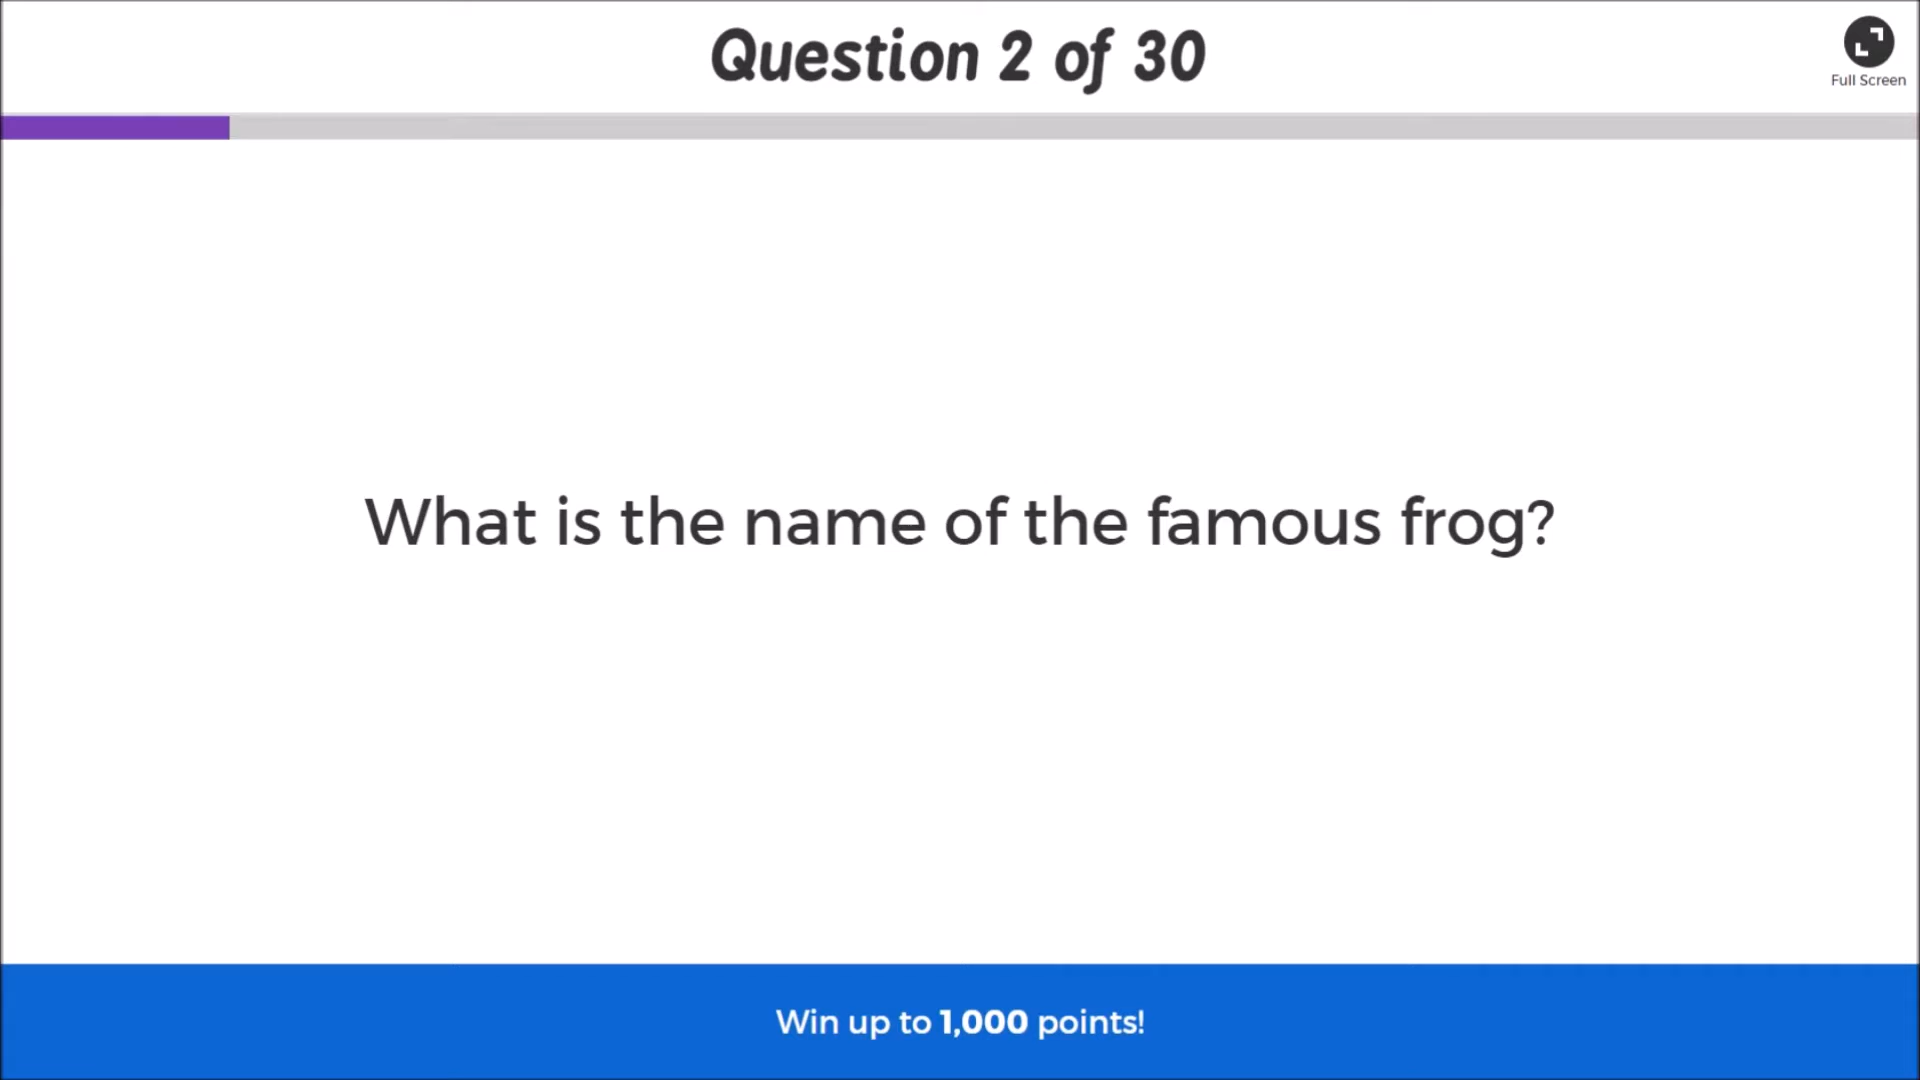 Question 2 of 30
Full Screen
What is the name of the famous frog?
Win up to 1,000 points!